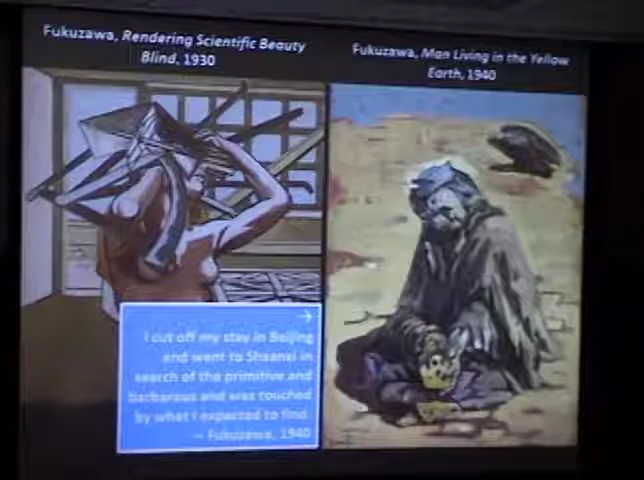 Fukuzawa, Rendering Scientific Beauty
Blind, 1930
Fukuzawa, Man Living in the Yellow
Earth, 1940
→
I cut off my stay in Beijing
and went to Shaanxi in
search of the primitive and
barbarous and was touched
by what I expected to find.
— Fukuzawa, 1940